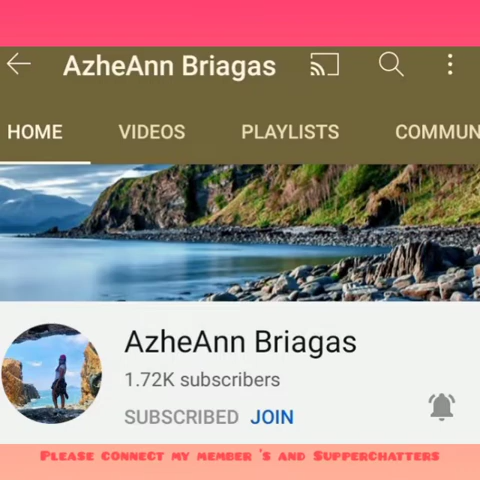 AzheAnn Briagas
HOME VIDEOS PLAYLISTS COMMUN
AzheAnn Briagas
1.72K subscribers
SUBSCRIBED JOIN
Please connect my member 's and Supperchatters